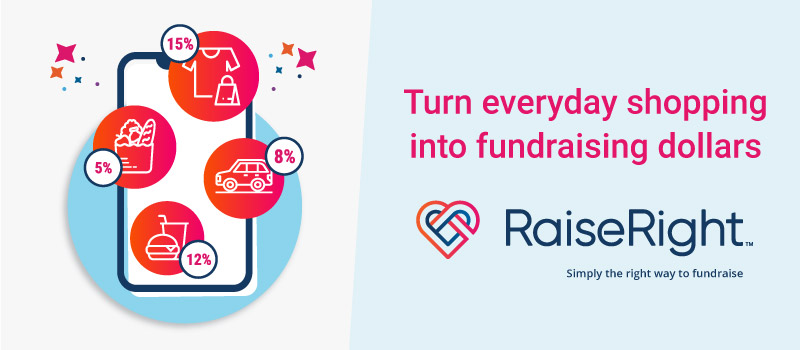 15%
5%
8%
12%
Turn everyday shopping
into fundraising dollars
RaiseRight™
Simply the right way to fundraise